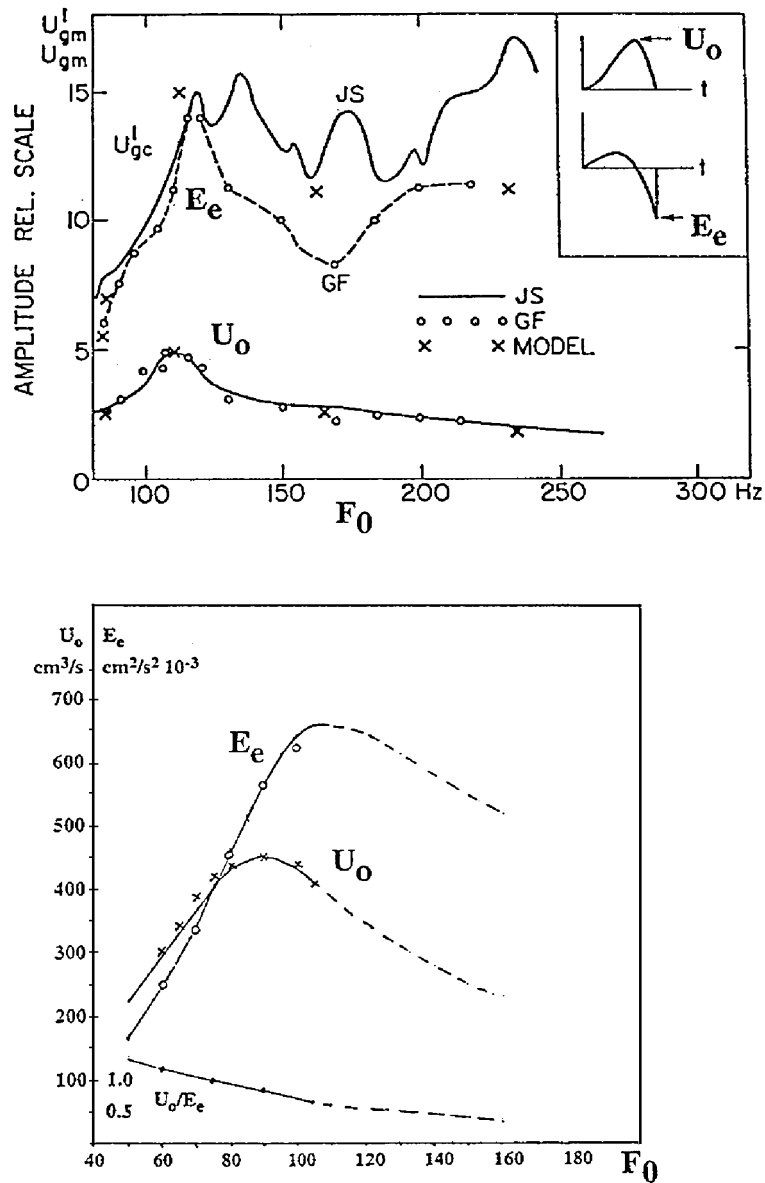 U^I_gm
U_gm
15
10
5
0
AMPLITUDE REL. SCALE
U^I_gc
E_e
JS
GF
U_o
JS
GF
MODEL
U_o
t
t
E_e
100 150 200 250 300 Hz
F_0
U_o E_e
cm³/s cm²/s² 10⁻³
700
600
500
400
300
200
100
1.0
0.5
E_e
U_o
U_o/E_e
40 60 80 100 120 140 160 180 F_0